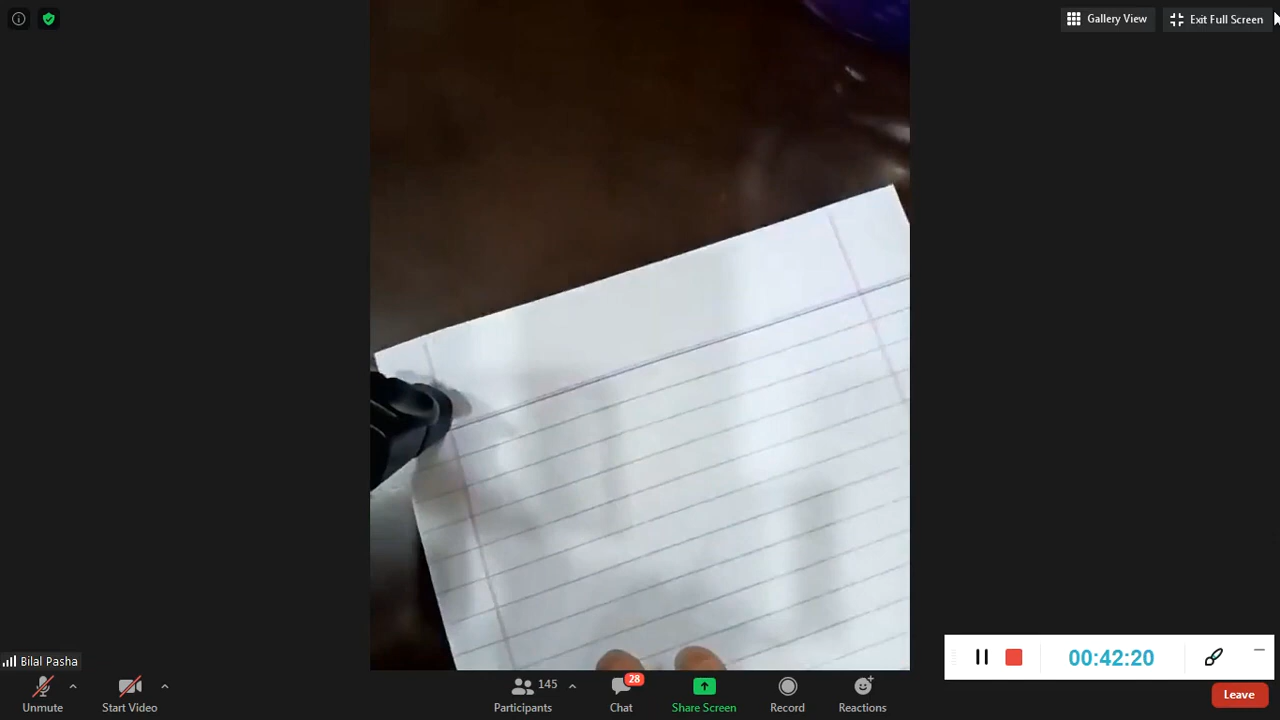 Gallery View
Exit Full Screen
Bilal Pasha
00:42:20
Unmute
Start Video
145
Participants
28
Chat
Share Screen
Record
Reactions
Leave